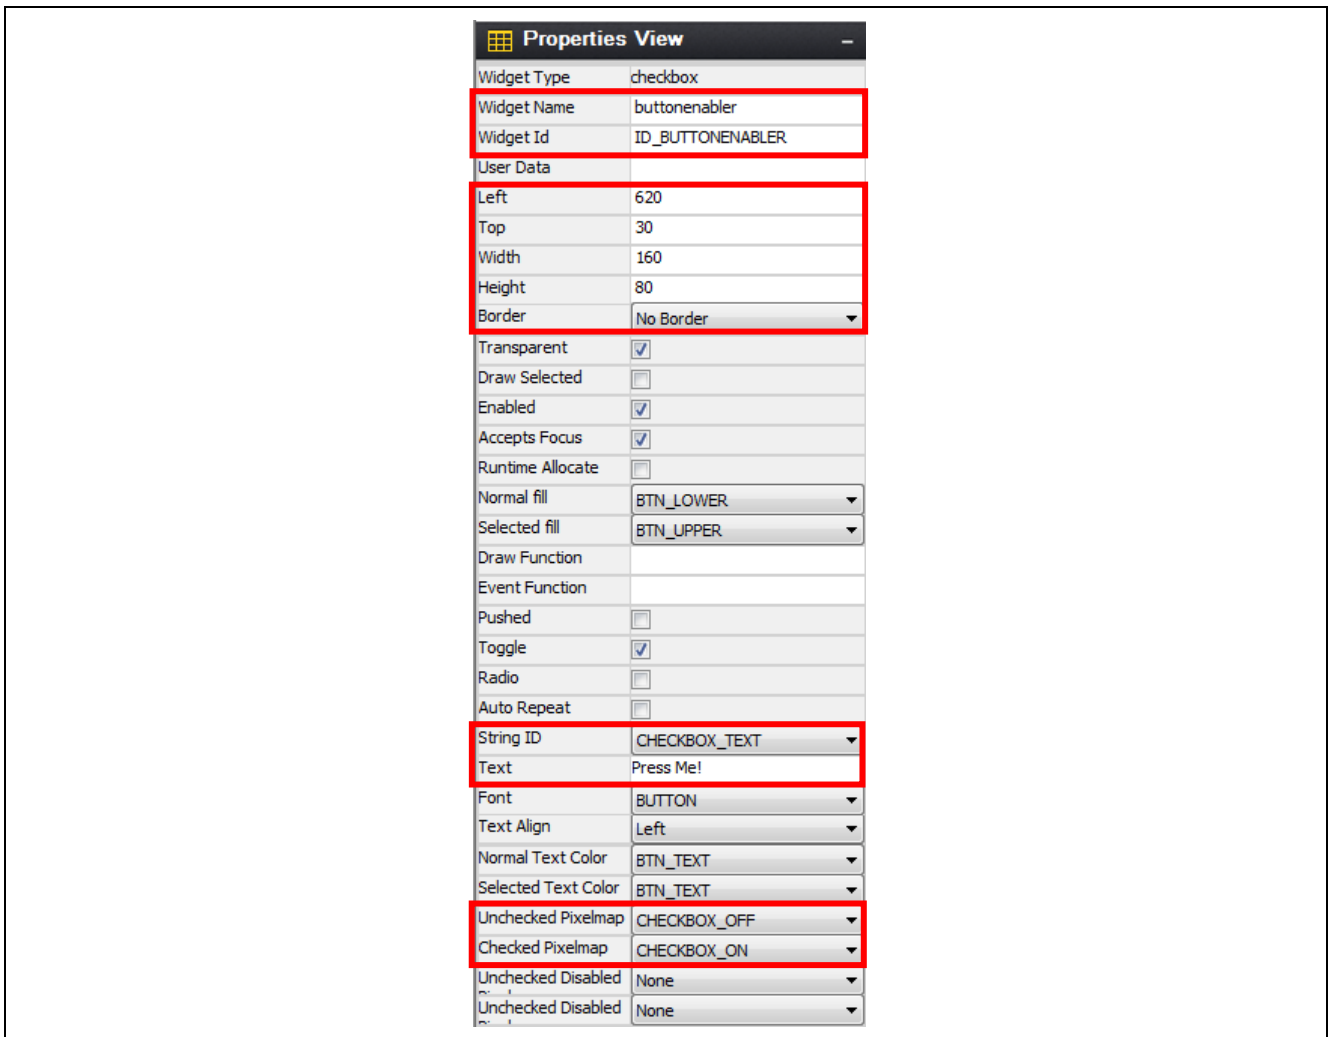 Properties View
Widget Type checkbox
Widget Name buttonenabler
Widget Id ID_BUTTONENABLER
User Data
Left 620
Top 30
Width 160
Height 80
Border No Border
Transparent
Draw Selected
Enabled
Accepts Focus
Runtime Allocate
Normal fill BTN_LOWER
Selected fill BTN_UPPER
Draw Function
Event Function
Pushed
Toggle
Radio
Auto Repeat
String ID CHECKBOX_TEXT
Text Press Me!
Font BUTTON
Text Align Left
Normal Text Color BTN_TEXT
Selected Text Color BTN_TEXT
Unchecked Pixelmap CHECKBOX_OFF
Checked Pixelmap CHECKBOX_ON
Unchecked Disabled None
Unchecked Disabled None